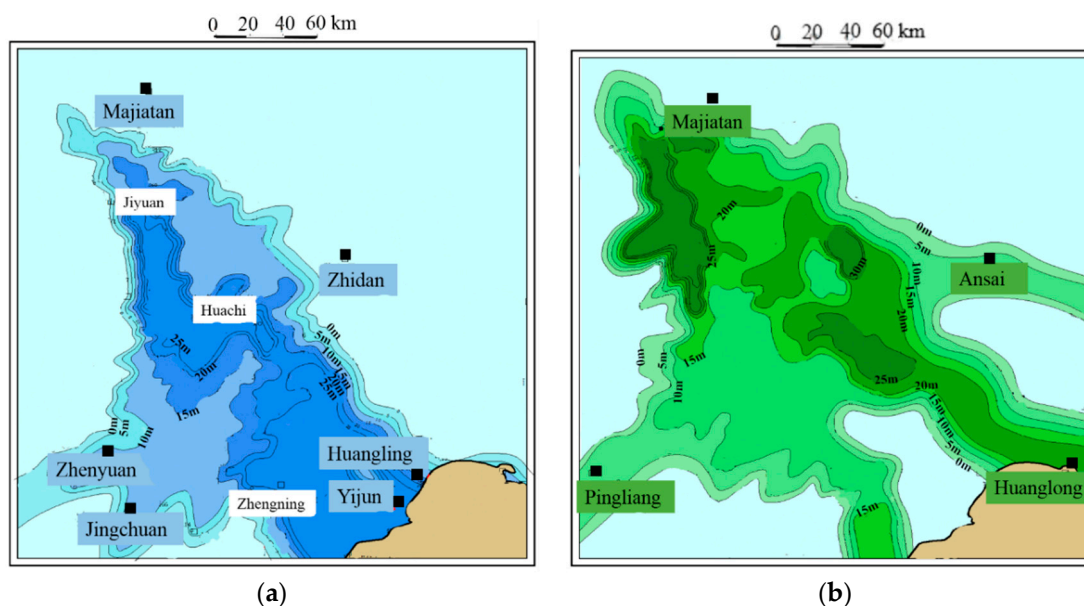 0 20 40 60 km
Majiatan
Jiyuan
Zhidan
Huachi
0m
5m
10m
15m
20m
25m
25m
20m
15m
0m
5m
10m
Zhenyuan
Huangling
Zhengning
Yijun
Jingchuan
(a)
0 20 40 60 km
Majiatan
20m
0m
5m
25m
30m
10m
Ansai
15m
20m
0m
5m
15m
10m
25m
20m
15m
10m
5m
0m
Pingliang
Huanglong
15m
(b)